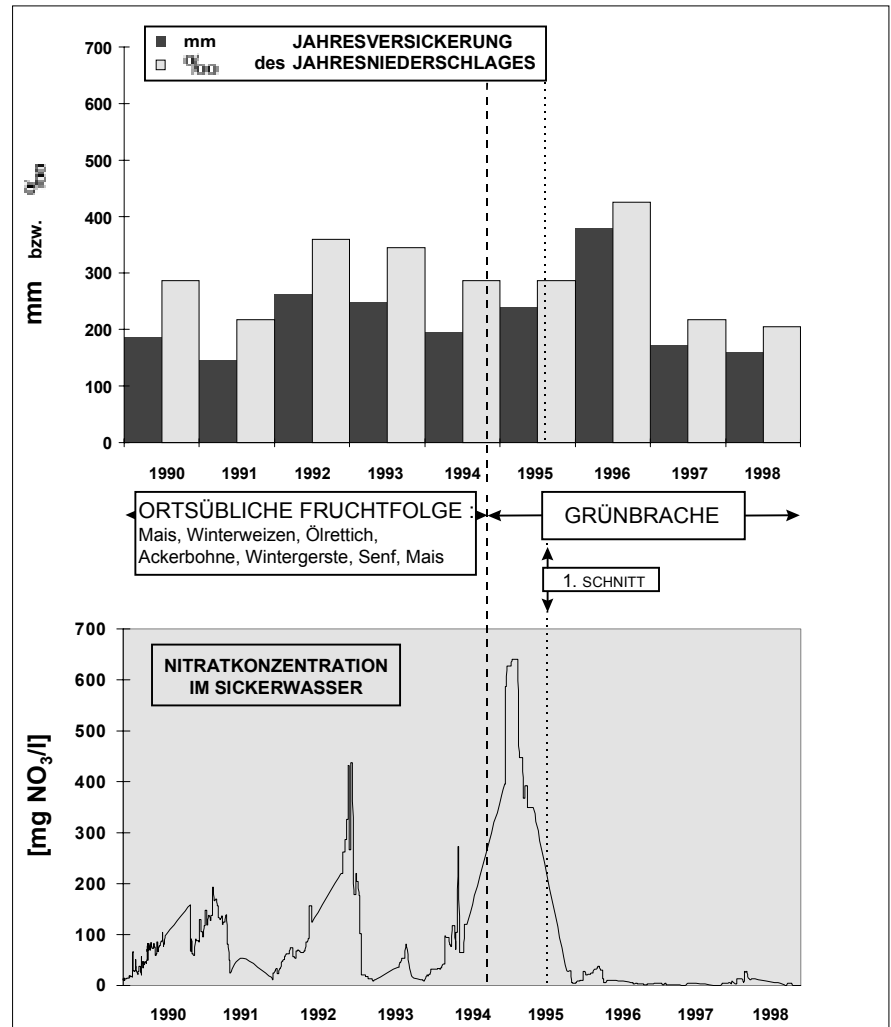 mm JAHRESVERSICKERUNG
des JAHRESNIEDERSCHLAGES
700
600
500
400
300
200
100
0
mm bzw.
1990 1991 1992 1993 1994 1995 1996 1997 1998
ORTSÜBLICHE FRUCHTFOLGE :
Mais, Winterweizen, Ölrettich,
Ackerbohne, Wintergerste, Senf, Mais
GRÜNBRACHE
1. SCHNITT
NITRATKONZENTRATION
IM SICKERWASSER
700
600
500
400
300
200
100
0
[mg NO₃/l]
1990 1991 1992 1993 1994 1995 1996 1997 1998